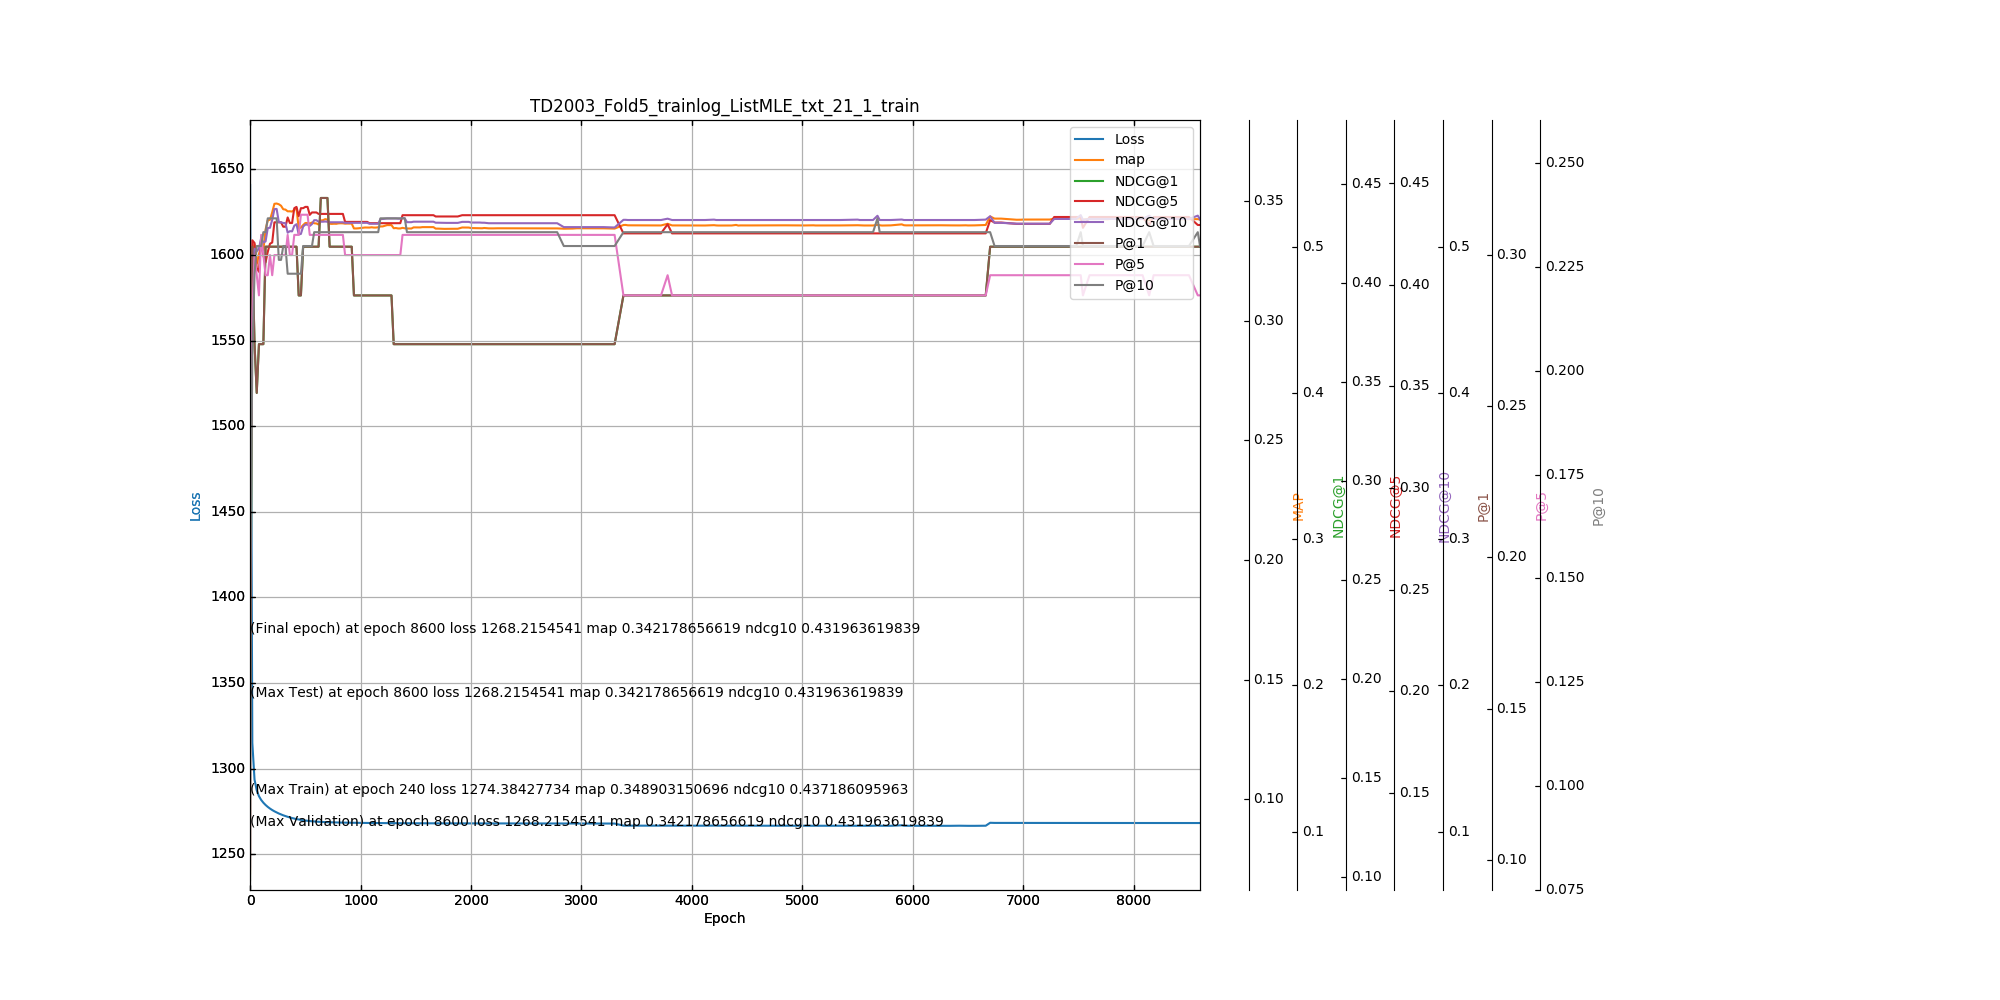 TD2003_Fold5_trainlog_ListMLE_txt_21_1_train
Loss
map
NDCG@1
NDCG@5
NDCG@10
P@1
P@5
P@10
1650
1600
1550
1500
1450
1400
1350
1300
1250
Loss
(Final epoch) at epoch 8600 loss 1268.2154541 map 0.342178656619 ndcg10 0.431963619839
(Max Test) at epoch 8600 loss 1268.2154541 map 0.342178656619 ndcg10 0.431963619839
(Max Train) at epoch 240 loss 1274.38427734 map 0.348903150696 ndcg10 0.437186095963
(Max Validation) at epoch 8600 loss 1268.2154541 map 0.342178656619 ndcg10 0.431963619839
0 1000 2000 3000 4000 5000 6000 7000 8000
Epoch
0.35
0.30
0.25
0.20
0.15
0.10
MAP
0.5
0.4
0.3
0.2
0.1
NDCG@1
0.45
0.40
0.35
0.30
0.25
0.20
0.15
0.10
NDCG@5
0.45
0.40
0.35
0.30
0.25
0.20
0.15
NDCG@10
0.5
0.4
0.3
0.2
0.1
P@1
0.30
0.25
0.20
0.15
0.10
P@5
0.250
0.225
0.200
0.175
0.150
0.125
0.100
0.075
P@10